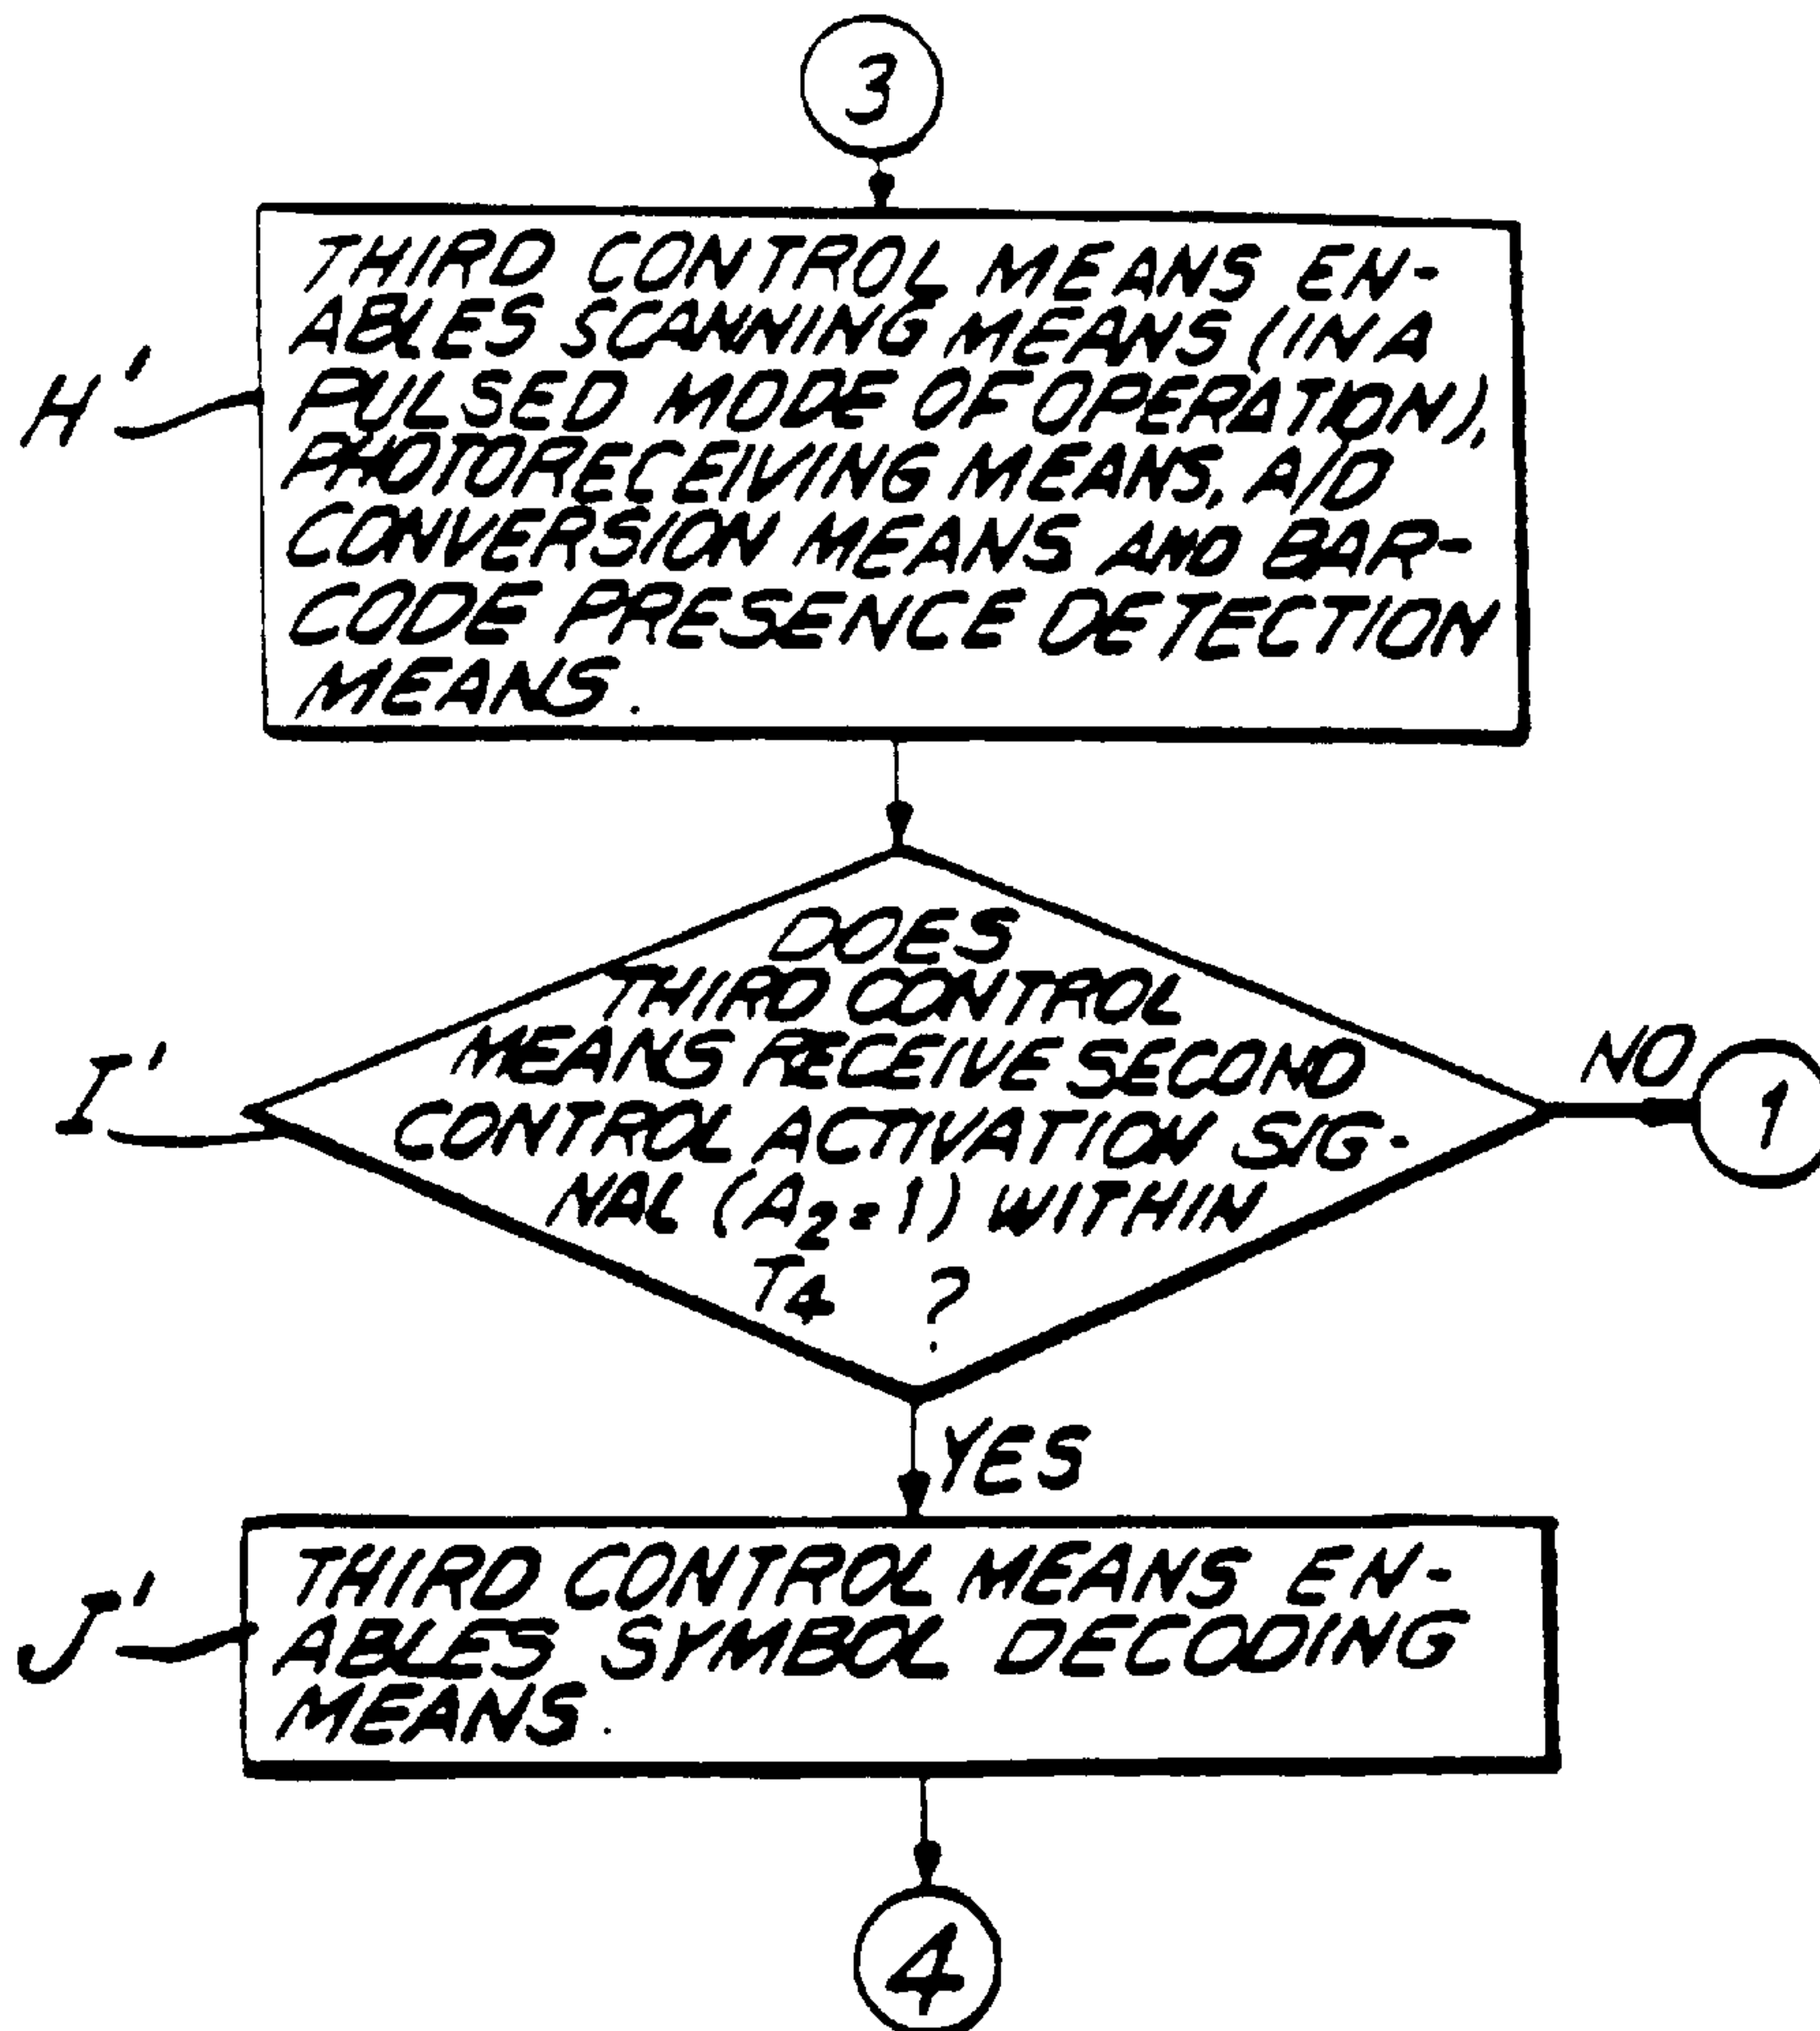 3
THIRD CONTROL MEANS EN-
ABLES SCANNING MEANS (IN A
PULSED MODE OF OPERATION),
PHOTORECEIVING MEANS, A/D
CONVERSION MEANS AND BAR-
CODE PRESENCE DETECTION
MEANS.
H'
DOES
THIRD CONTROL
MEANS RECEIVE SECOND
CONTROL ACTIVATION SIG-
NAL (A2=1) WITHIN
T4 ?
I'
NO
1
YES
THIRD CONTROL MEANS EN-
ABLES SYMBOL DECODING
MEANS.
J'
4